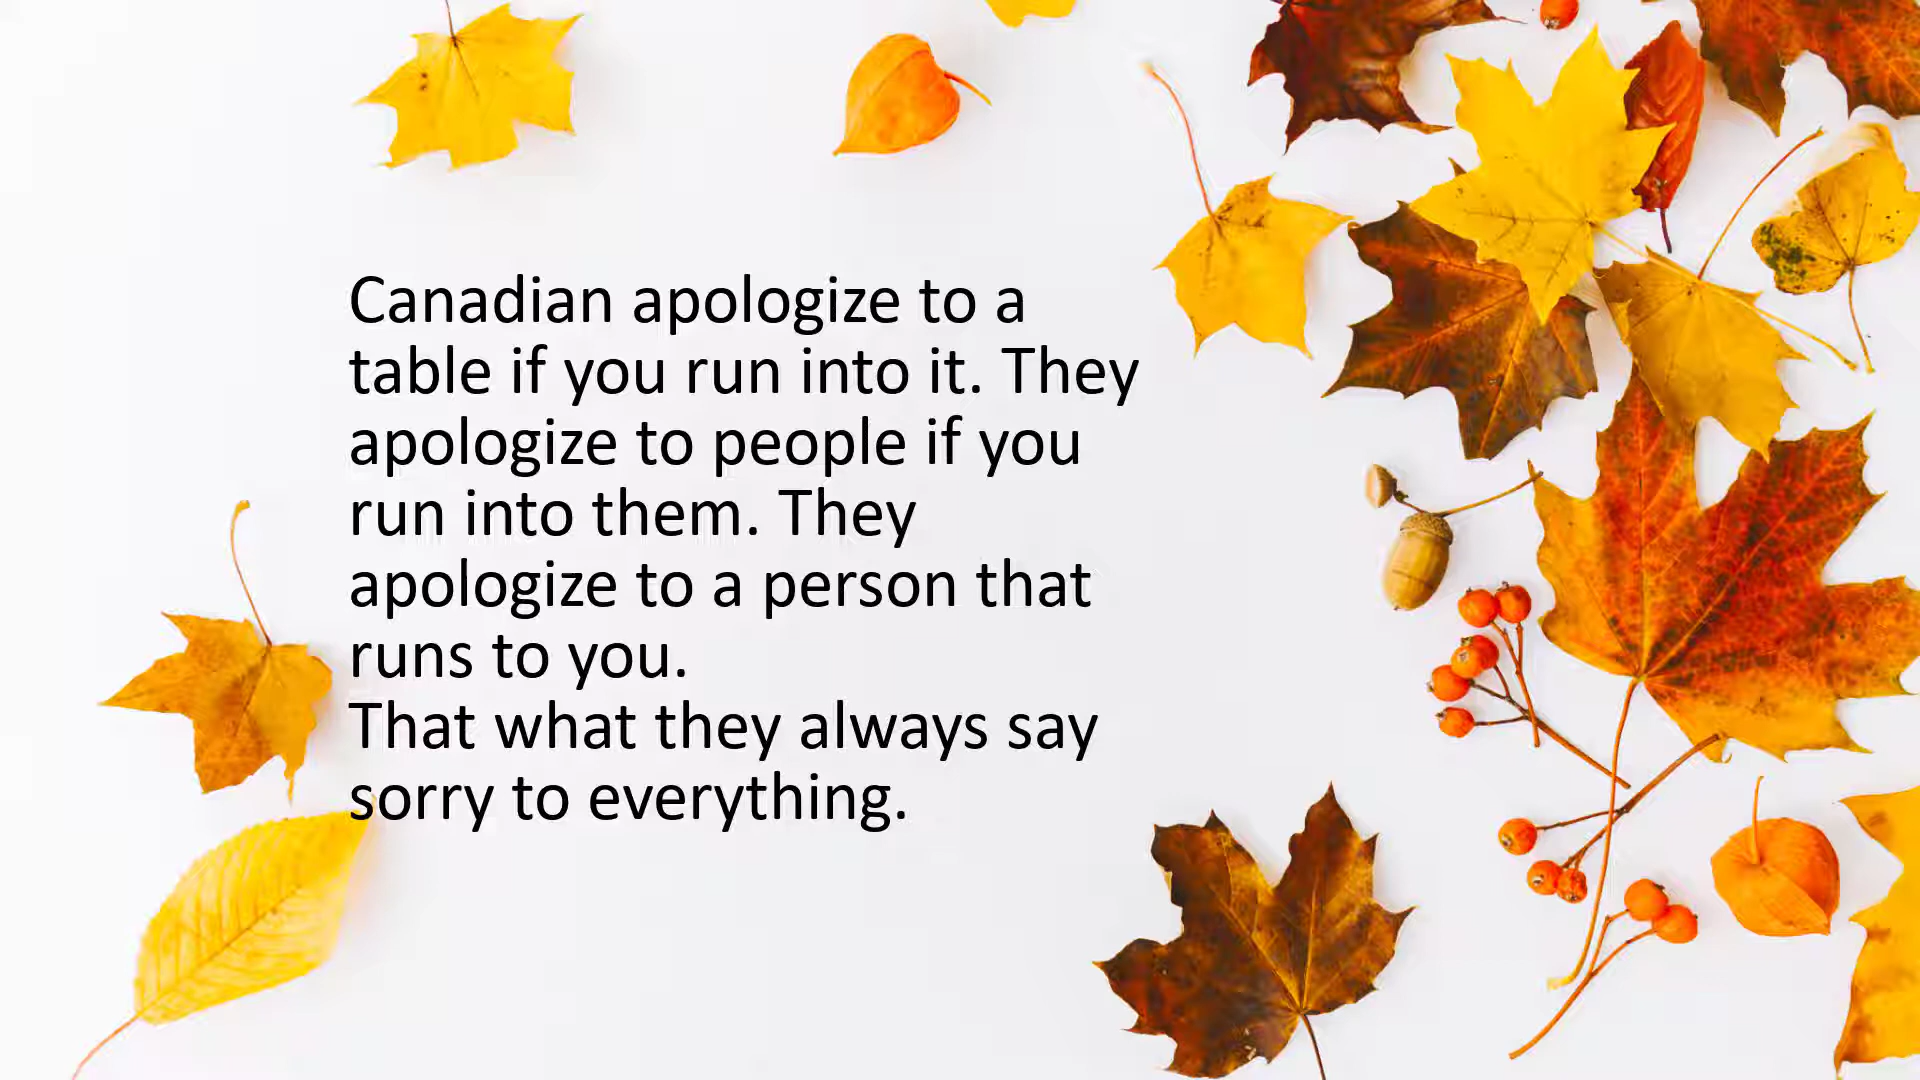 Canadian apologize to a
table if you run into it. They
apologize to people if you
run into them. They
apologize to a person that
runs to you.
That what they always say
sorry to everything.